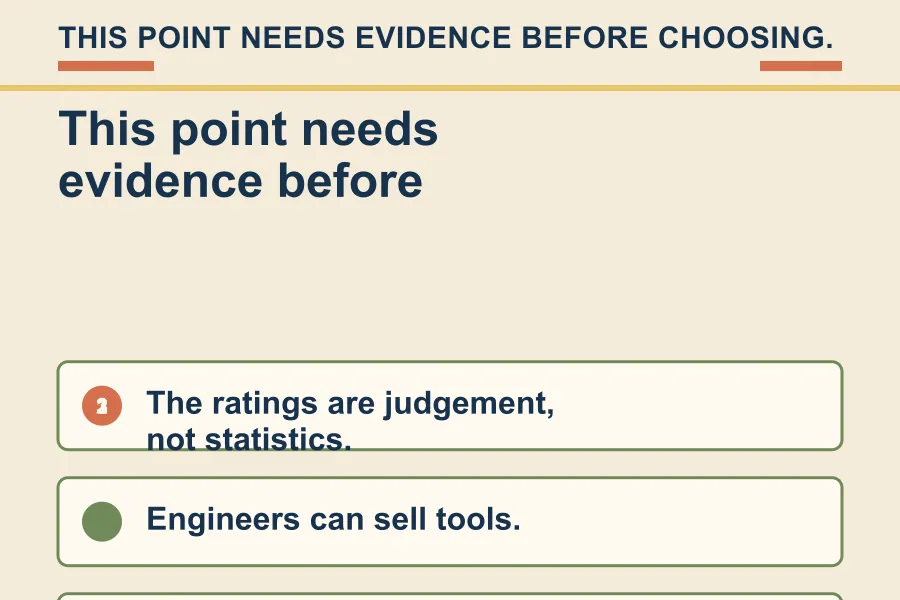 THIS POINT NEEDS EVIDENCE BEFORE CHOOSING.
This point needs
evidence before
The ratings are judgement,
not statistics.
Engineers can sell tools.